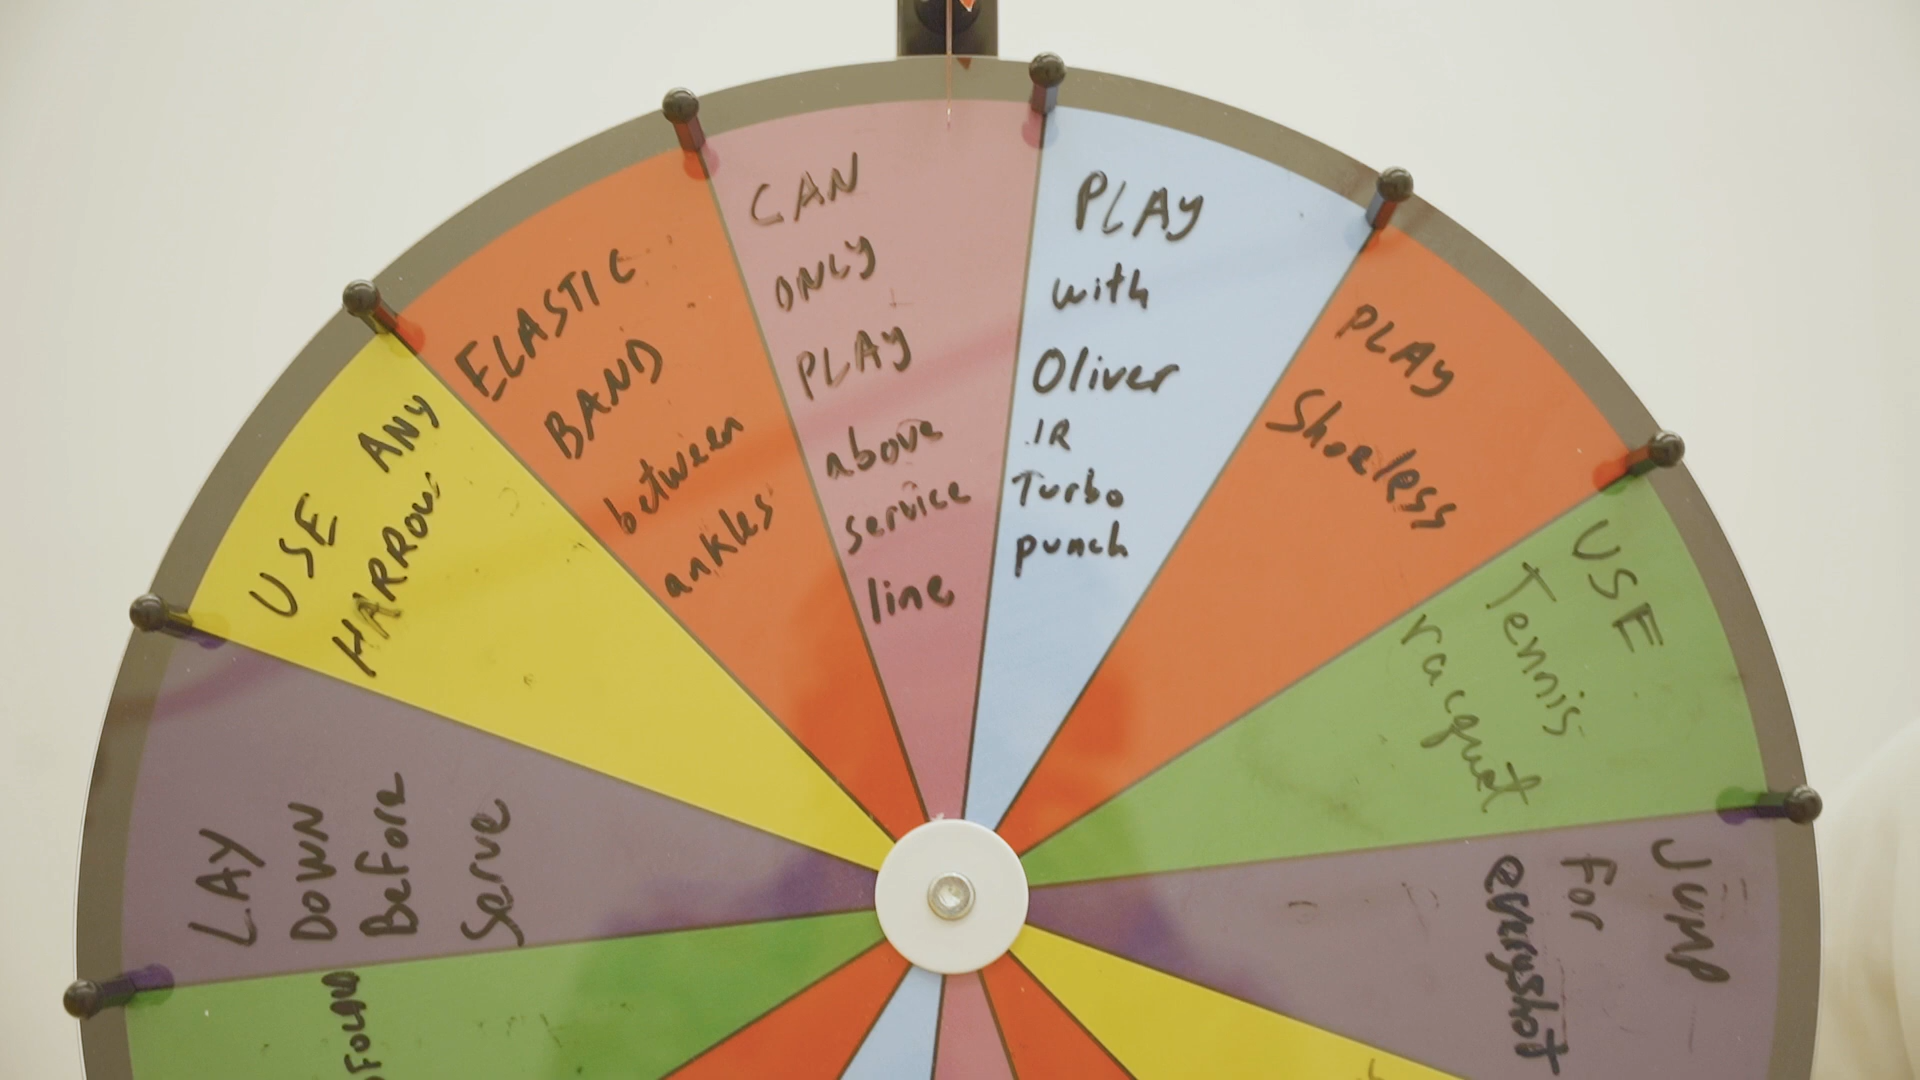 LAY
DOWN
Before
Serve
USE ANY
HARROW
ELASTIC
BAND
between
ankles
CAN
ONLY
PLAY
above
service
line
PLAY
with
Oliver
IR
Turbo
punch
PLAY
Shoeless
USE
Tennis
racquet
Jump
For
everyshot